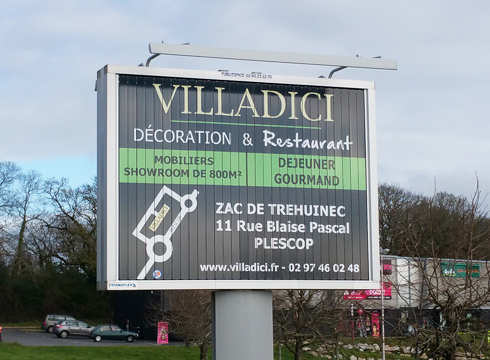 VILLADICI
DÉCORATION & Restaurant
MOBILIERS
SHOWROOM DE 800M²
DEJEUNER
GOURMAND
ZAC DE TREHUINEC
11 Rue Blaise Pascal
PLESCOP
www.villadici.fr - 02 97 46 02 48